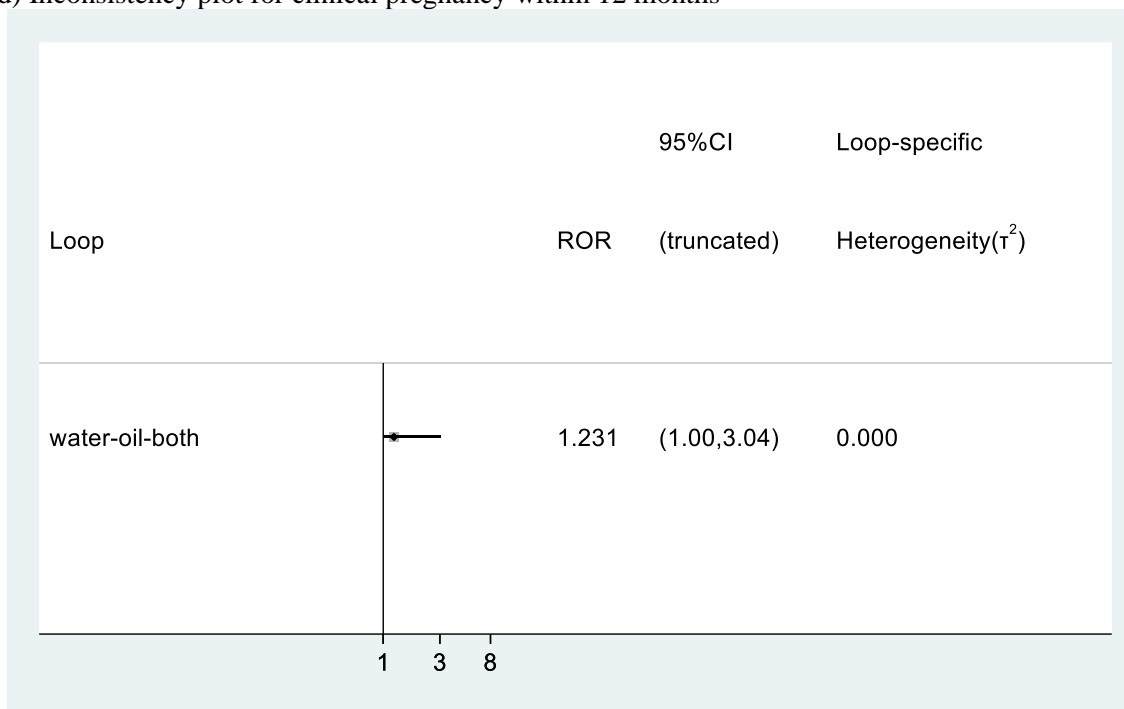 d) Inconsistency plot for clinical pregnancy within 12 months
95%CI Loop-specific
Loop ROR (truncated) Heterogeneity(τ²)
water-oil-both 1.231 (1.00,3.04) 0.000
1 3 8